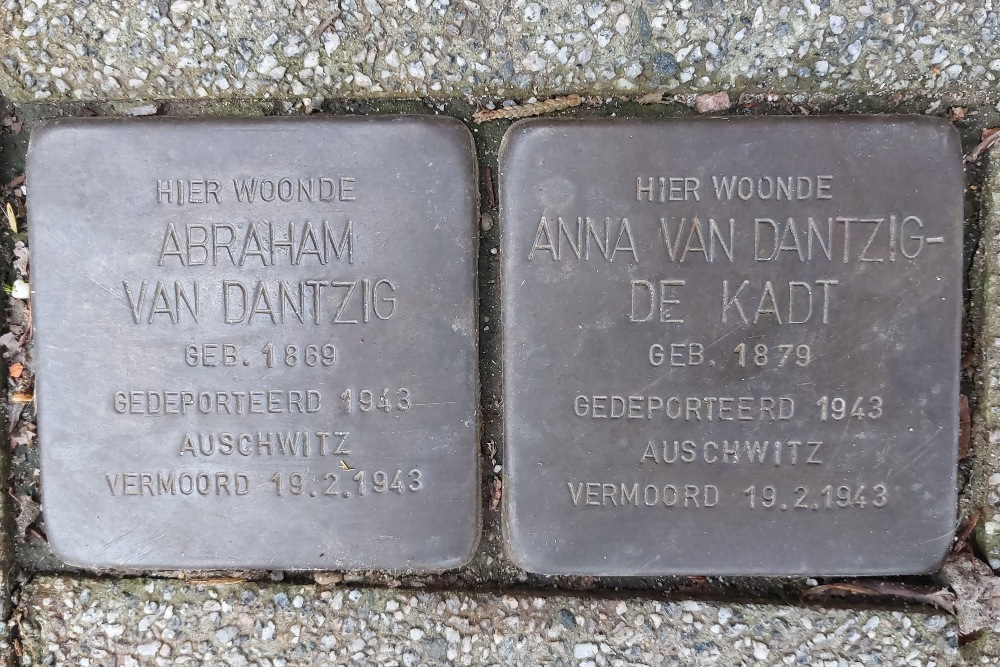 HIER WOONDE
ABRAHAM
VAN DANTZIG
GEB. 1869
GEDEPORTEERD 1943
AUSCHWITZ
VERMOORD 19.2.1943
HIER WOONDE
ANNA VAN DANTZIG-
DE KADT
GEB. 1879
GEDEPORTEERD 1943
AUSCHWITZ
VERMOORD 19.2.1943